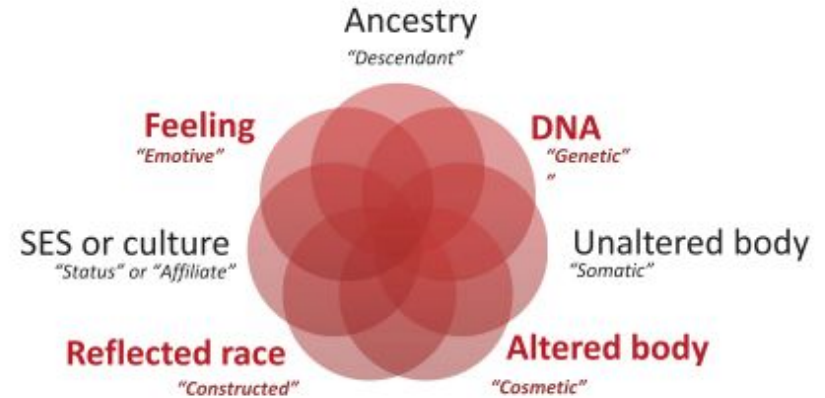 Ancestry
"Descendant"
Feeling
"Emotive"
DNA
"Genetic"
"
SES or culture
"Status" or "Affiliate"
Unaltered body
"Somatic"
Reflected race
"Constructed"
Altered body
"Cosmetic"